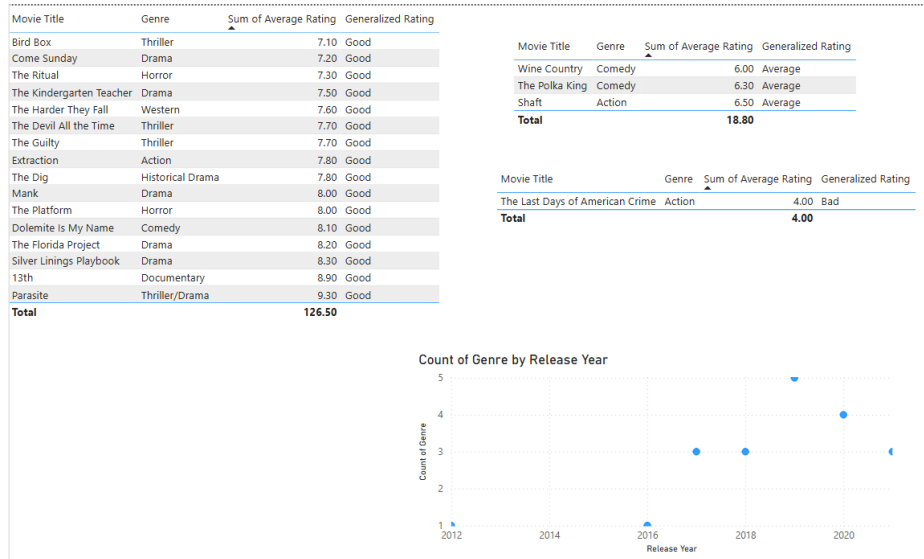 Movie Title Genre Sum of Average Rating Generalized Rating
Bird Box Thriller 7.10 Good
Come Sunday Drama 7.20 Good
The Ritual Horror 7.30 Good
The Kindergarten Teacher Drama 7.50 Good
The Harder They Fall Western 7.60 Good
The Devil All the Time Thriller 7.70 Good
The Guilty Thriller 7.70 Good
Extraction Action 7.80 Good
The Dig Historical Drama 7.80 Good
Mank Drama 8.00 Good
The Platform Horror 8.00 Good
Dolemite Is My Name Comedy 8.10 Good
The Florida Project Drama 8.20 Good
Silver Linings Playbook Drama 8.30 Good
13th Documentary 8.90 Good
Parasite Thriller/Drama 9.30 Good
Total 126.50
Movie Title Genre Sum of Average Rating Generalized Rating
Wine Country Comedy 6.00 Average
The Polka King Comedy 6.30 Average
Shaft Action 6.50 Average
Total 18.80
Movie Title Genre Sum of Average Rating Generalized Rating
The Last Days of American Crime Action 4.00 Bad
Total 4.00
Count of Genre by Release Year
5
4
3
2
1
Count of Genre
2012 2014 2016 2018 2020
Release Year